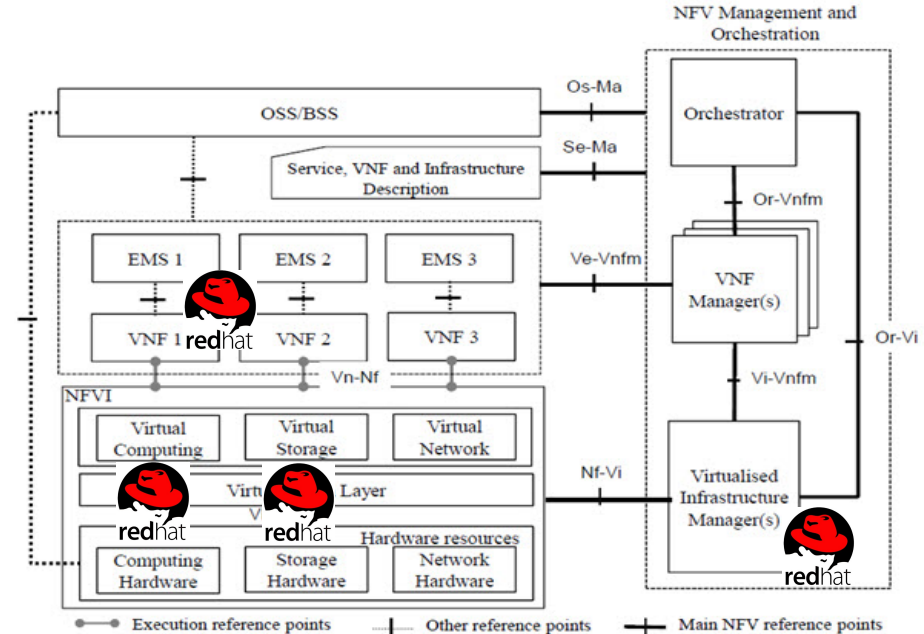 NFV Management and
Orchestration
Os-Ma
OSS/BSS
Orchestrator
Se-Ma
Service, VNF and Infrastructure
Description
Or-Vnfm
EMS 1
EMS 2
EMS 3
Ve-Vnfm
VNF
Manager(s)
redhat
VNF 1
VNF 2
VNF 3
Or-Vi
Vn-Nf
Vi-Vnfm
NFVI
Virtual
Computing
Virtual
Storage
Virtual
Network
Nf-Vi
Layer
Virtualised
Infrastructure
Manager(s)
redhat
redhat
Hardware resources
Computing
Hardware
Storage
Hardware
Network
Hardware
redhat
Execution reference points
Other reference points
Main NFV reference points